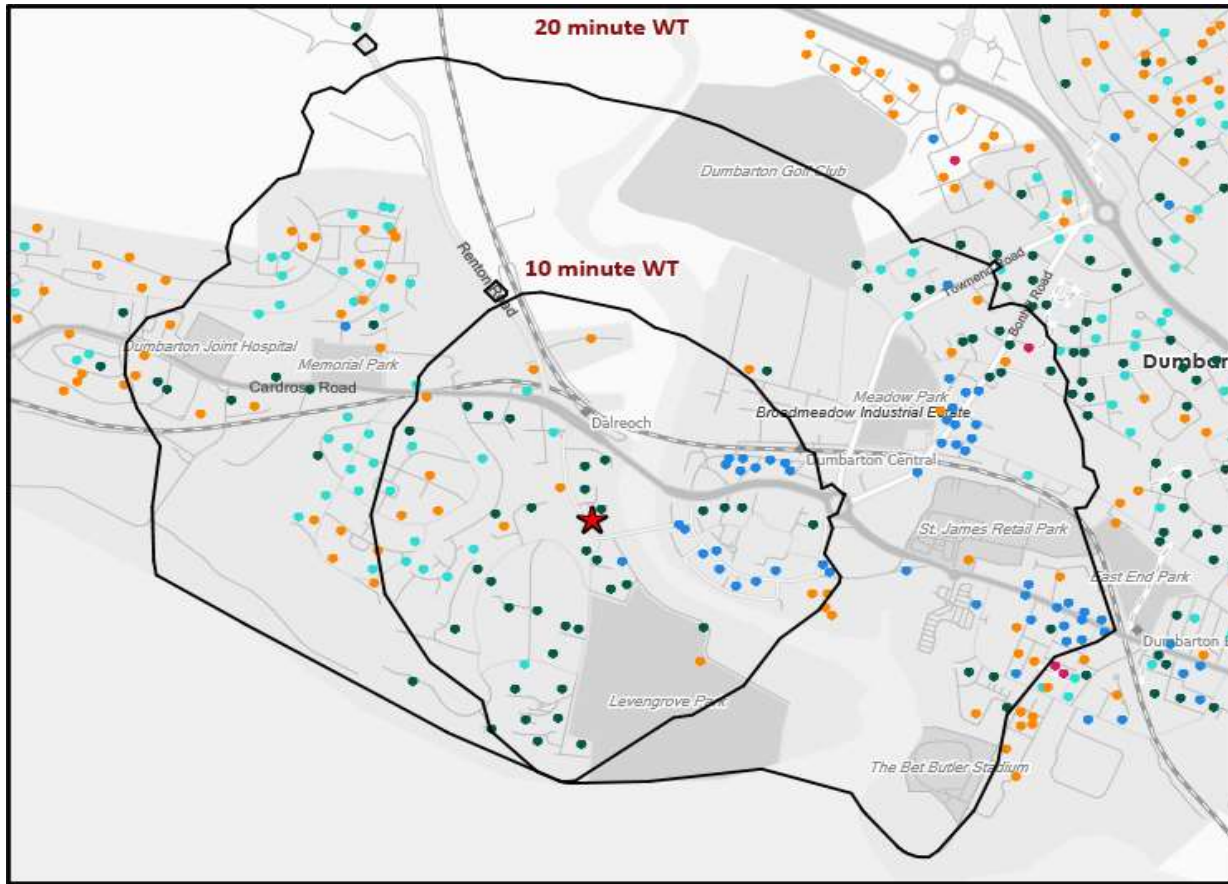 20 minute WT
Dumbarton Golf Club
10 minute WT
Renton Road
Townend Road
Bonhill Road
Dumbarton Joint Hospital
Memorial Park
Cardross Road
Dumbar
Meadow Park
Broadmeadow Industrial Estate
Dalreoch
Dumbarton Central
St. James Retail Park
East End Park
Dumbarton E
Levengrove Park
The Bet Butler Stadium